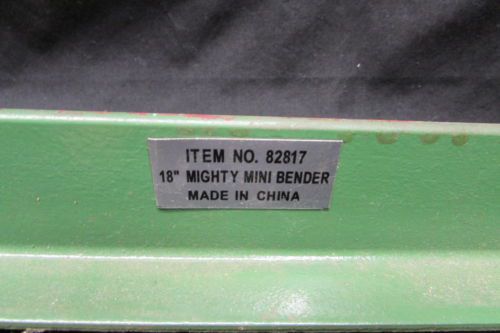 ITEM NO. 82817
18" MIGHTY MINI BENDER
MADE IN CHINA